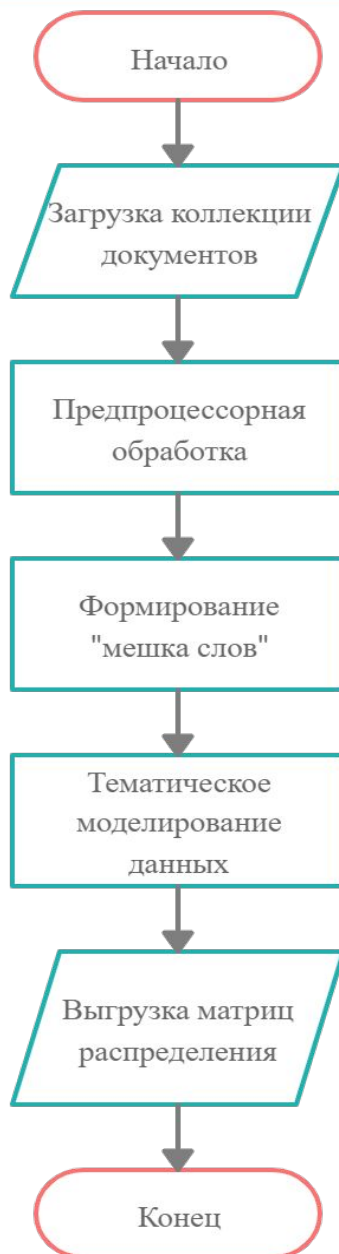 Начало
Загрузка коллекции
документов
Предпроцессорная
обработка
Формирование
"мешка слов"
Тематическое
моделирование
данных
Выгрузка матриц
распределения
Конец